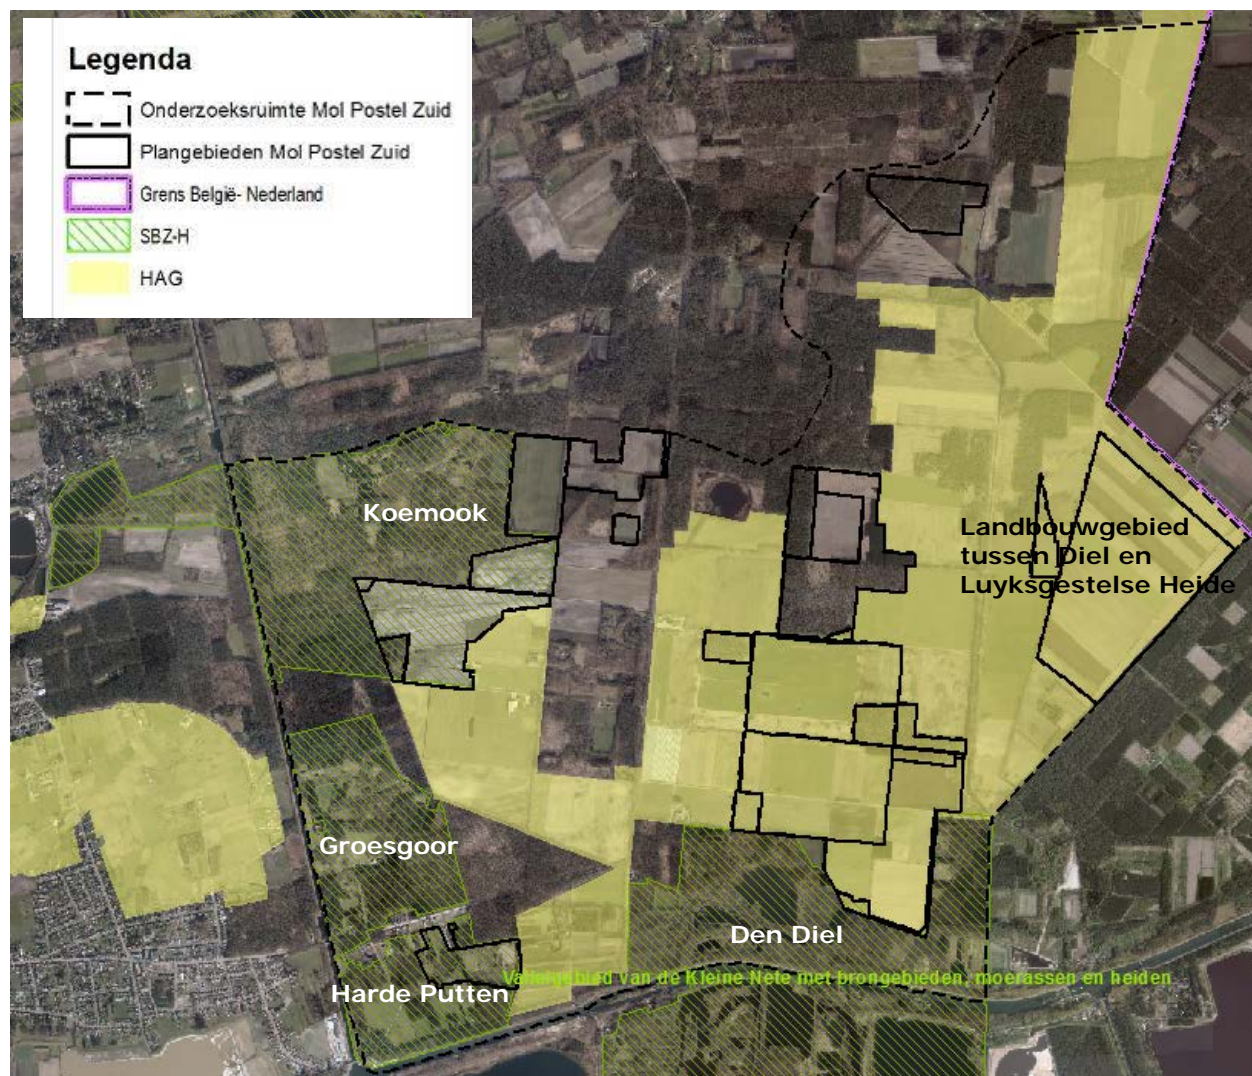 Legenda
Onderzoeksruimte Mol Postel Zuid
Plangebieden Mol Postel Zuid
Grens België- Nederland
SBZ-H
HAG
Koemook
Landbouwgebied
tussen Diel en
Luyksgestelse Heide
Groesgoor
Den Diel
Valleigebied van de Kleine Nete met brongebieden, moerassen en heiden
Harde Putten